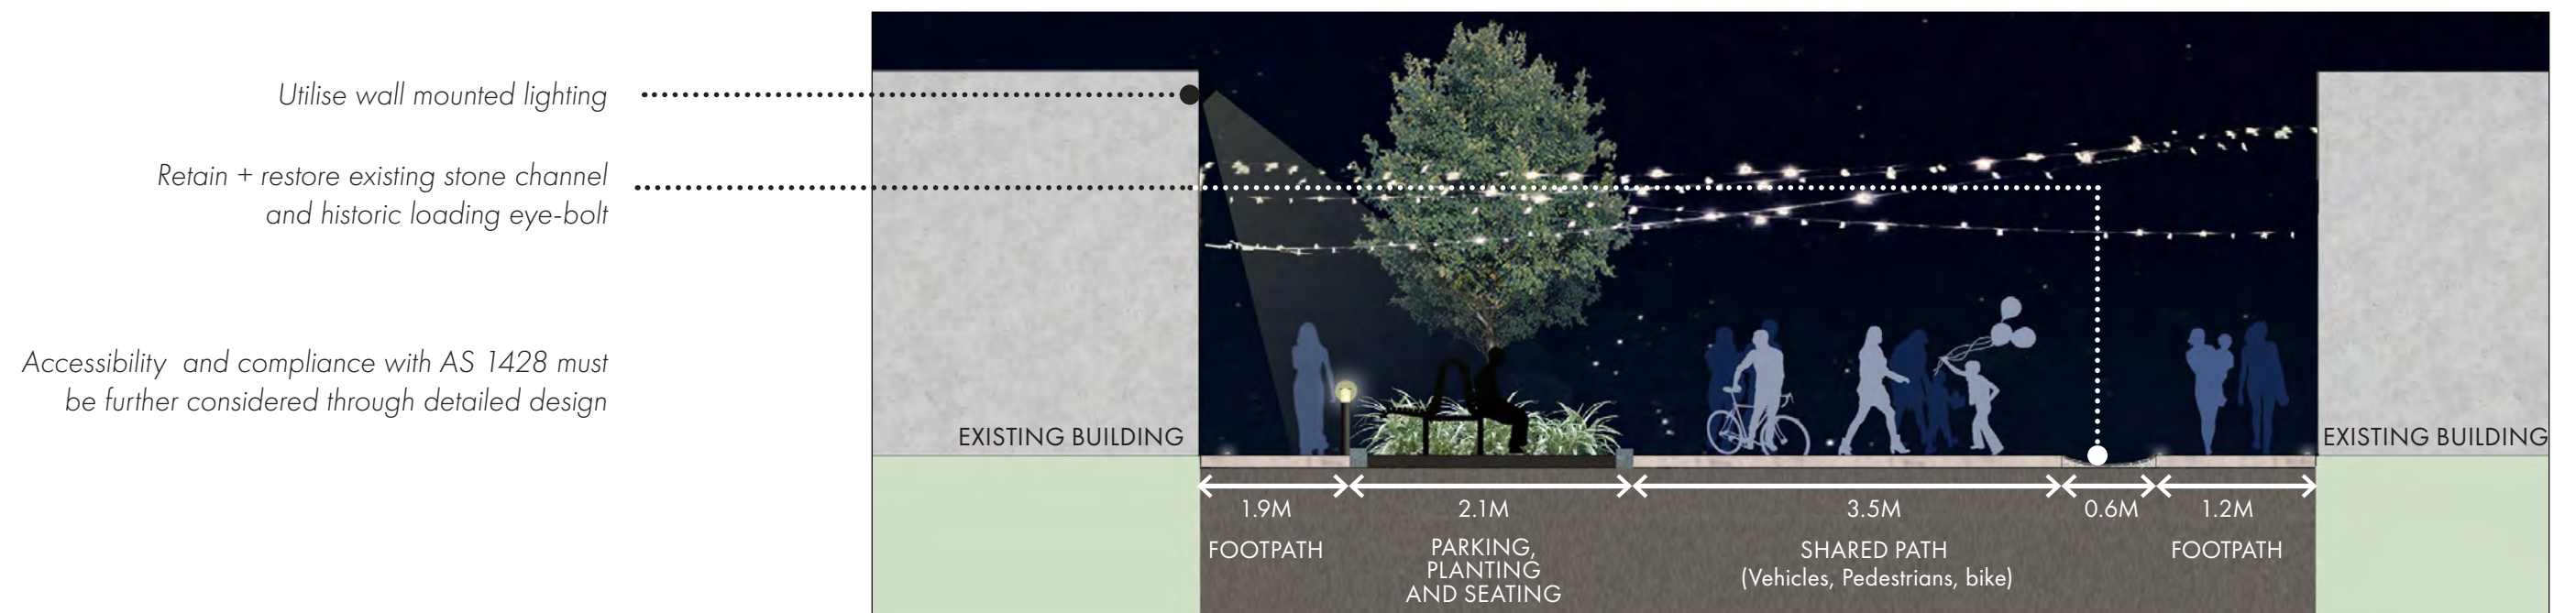 Utilise wall mounted lighting
Retain + restore existing stone channel
and historic loading eye-bolt
Accessibility and compliance with AS 1428 must
be further considered through detailed design
EXISTING BUILDING
EXISTING BUILDING
1.9M
2.1M
3.5M
0.6M
1.2M
FOOTPATH
PARKING,
PLANTING
AND SEATING
SHARED PATH
(Vehicles, Pedestrians, bike)
FOOTPATH